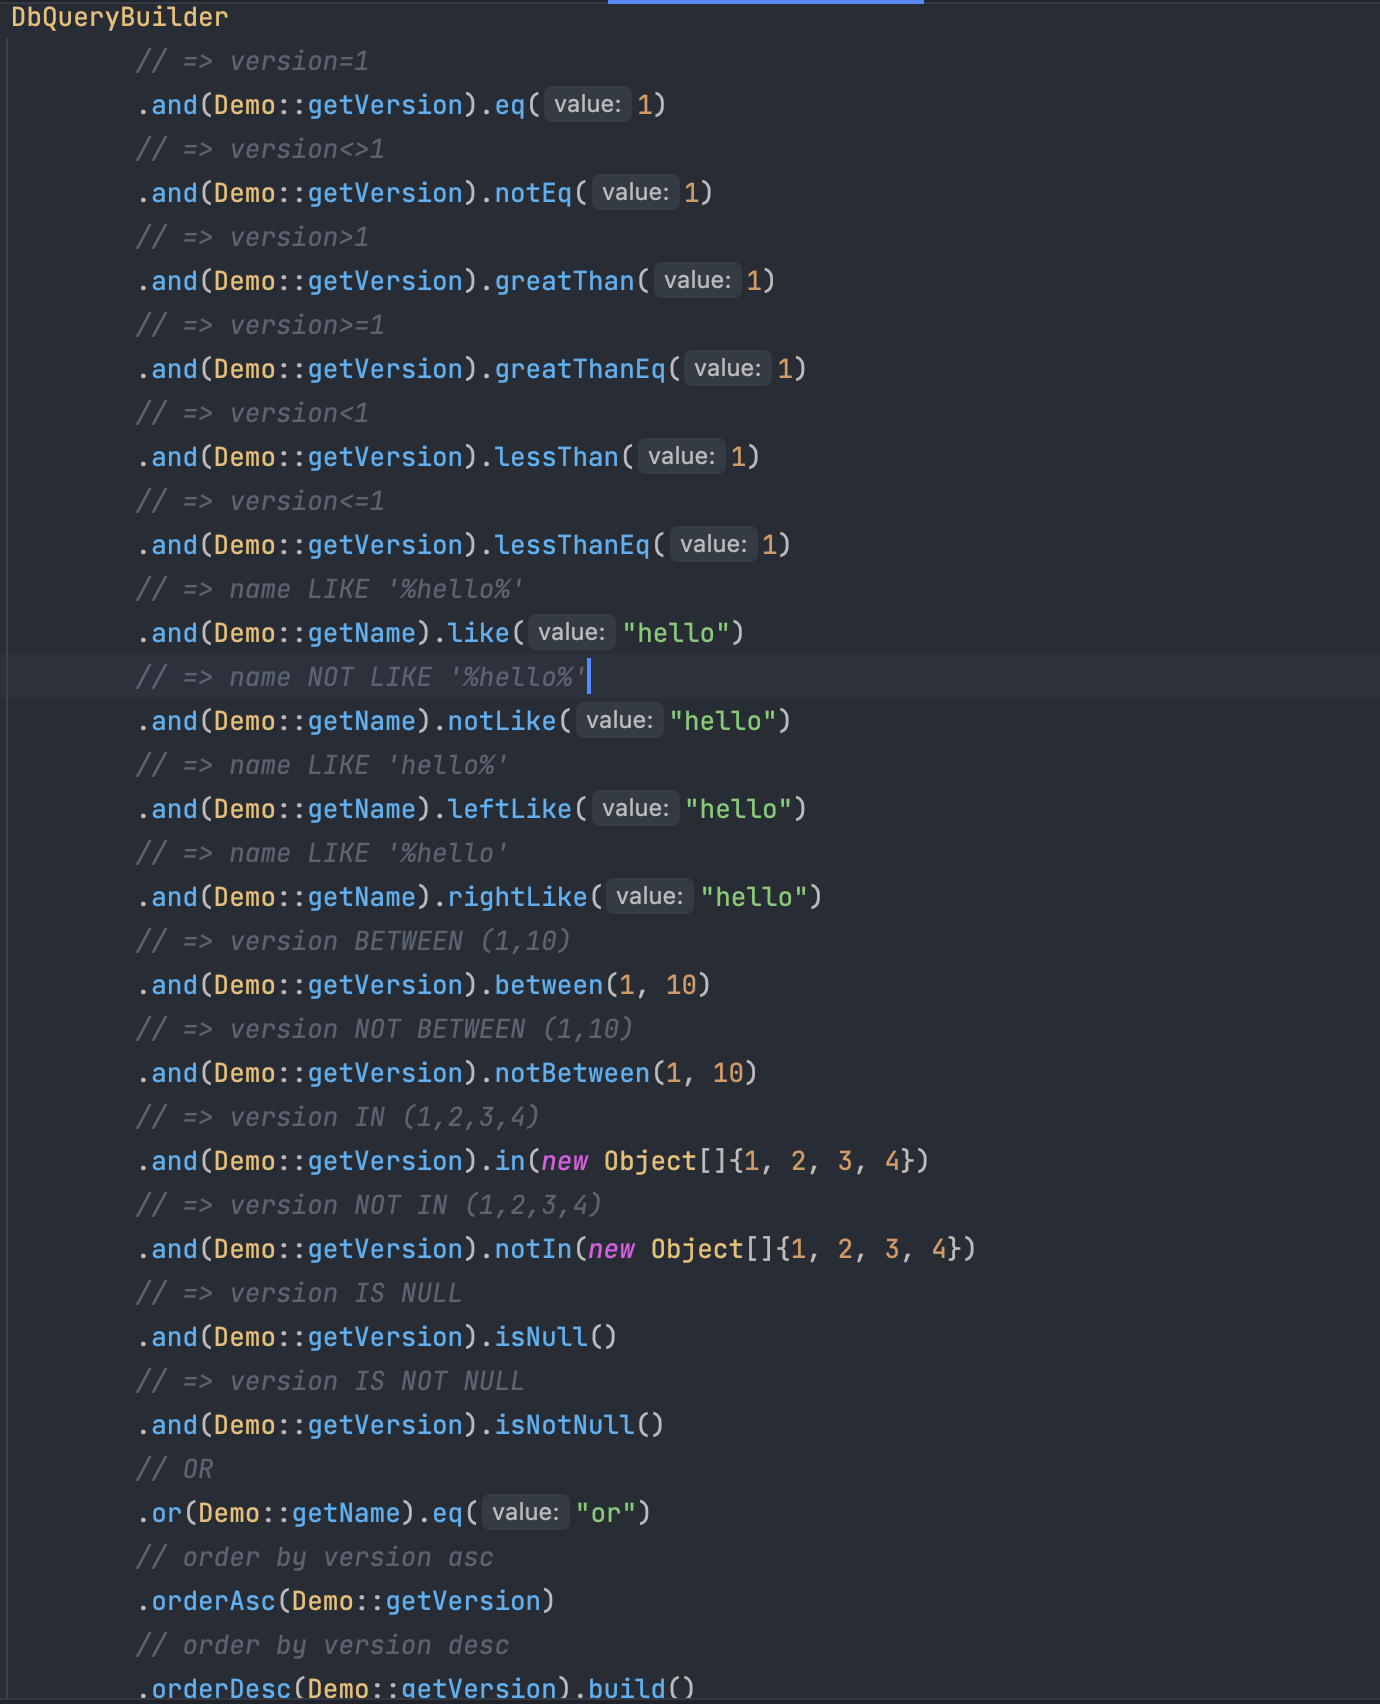 DbQueryBuilder
// => version=1
.and(Demo::getVersion).eq( value: 1)
// => version<>1
.and(Demo::getVersion).notEq( value: 1)
// => version>1
.and(Demo::getVersion).greatThan( value: 1)
// => version>=1
.and(Demo::getVersion).greatThanEq( value: 1)
// => version<1
.and(Demo::getVersion).lessThan( value: 1)
// => version<=1
.and(Demo::getVersion).lessThanEq( value: 1)
// => name LIKE '%hello%'
.and(Demo::getName).like( value: "hello")
// => name NOT LIKE '%hello%'
.and(Demo::getName).notLike( value: "hello")
// => name LIKE 'hello%'
.and(Demo::getName).leftLike( value: "hello")
// => name LIKE '%hello'
.and(Demo::getName).rightLike( value: "hello")
// => version BETWEEN (1,10)
.and(Demo::getVersion).between(1, 10)
// => version NOT BETWEEN (1,10)
.and(Demo::getVersion).notBetween(1, 10)
// => version IN (1,2,3,4)
.and(Demo::getVersion).in(new Object[]{1, 2, 3, 4})
// => version NOT IN (1,2,3,4)
.and(Demo::getVersion).notIn(new Object[]{1, 2, 3, 4})
// => version IS NULL
.and(Demo::getVersion).isNull()
// => version IS NOT NULL
.and(Demo::getVersion).isNotNull()
// OR
.or(Demo::getName).eq( value: "or")
// order by version asc
.orderAsc(Demo::getVersion)
// order by version desc
.orderDesc(Demo::getVersion).build()